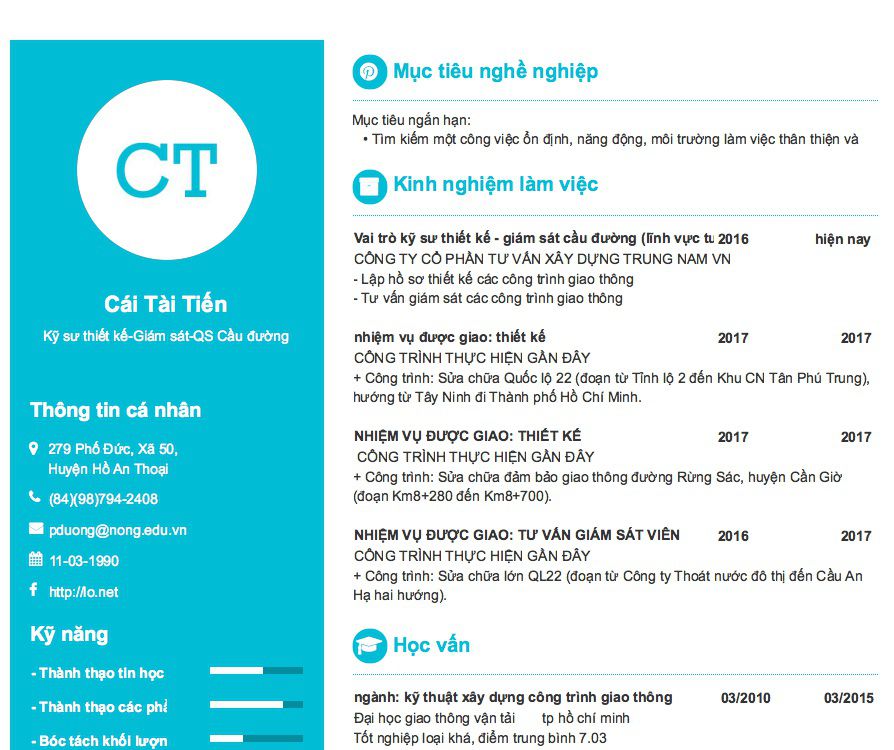 CT
Cái Tài Tiến
Kỹ sư thiết kế-Giám sát-QS Cầu đường
Thông tin cá nhân
279 Phố Đức, Xã 50,
Huyện Hồ An Thoại
(84)(98)794-2408
pduong@nong.edu.vn
11-03-1990
http://lo.net
Kỹ năng
- Thành thạo tin học
- Thành thạo các
- Bóc tách khối
Mục tiêu nghề nghiệp
Mục tiêu ngắn hạn:
• Tìm kiếm một công việc ổn định, năng động, môi trường làm việc thân thiện và
Kinh nghiệm làm việc
Vai trò kỹ sư thiết kế - giám sát cầu đường (lĩnh vực 2016 hiện nay
CÔNG TY CỔ PHẦN TƯ VẤN XÂY DỰNG TRUNG NAM VN
- Lập hồ sơ thiết kế các công trình giao thông
- Tư vấn giám sát các công trình giao thông
nhiệm vụ được giao: thiết kế 2017 2017
CÔNG TRÌNH THỰC HIỆN GẦN ĐÂY
+ Công trình: Sửa chữa Quốc lộ 22 (đoạn từ Tỉnh lộ 2 đến Khu CN Tân Phú Trung),
hướng từ Tây Ninh đi Thành phố Hồ Chí Minh.
NHIỆM VỤ ĐƯỢC GIAO: THIẾT KẾ 2017 2017
CÔNG TRÌNH THỰC HIỆN GẦN ĐÂY
+ Công trình: Sửa chữa đảm bảo giao thông đường Rừng Sác, huyện Cần Giờ
(đoạn Km8+280 đến Km8+700).
NHIỆM VỤ ĐƯỢC GIAO: TƯ VẤN GIÁM SÁT VIÊN 2016 2017
CÔNG TRÌNH THỰC HIỆN GẦN ĐÂY
+ Công trình: Sửa chữa lớn QL22 (đoạn từ Công ty Thoát nước đô thị đến Cầu An
Hạ hai hướng).
Học vấn
ngành: kỹ thuật xây dựng công trình giao thông 03/2010 03/2015
Đại học giao thông vận tải tp hồ chí minh
Tốt nghiệp loại khá, điểm trung bình 7.03